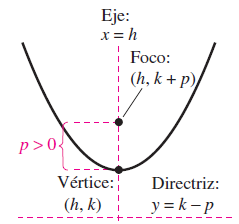 Eje:
x = h
Foco:
(h, k + p)
p > 0
Vértice:
(h, k)
Directriz:
y = k – p